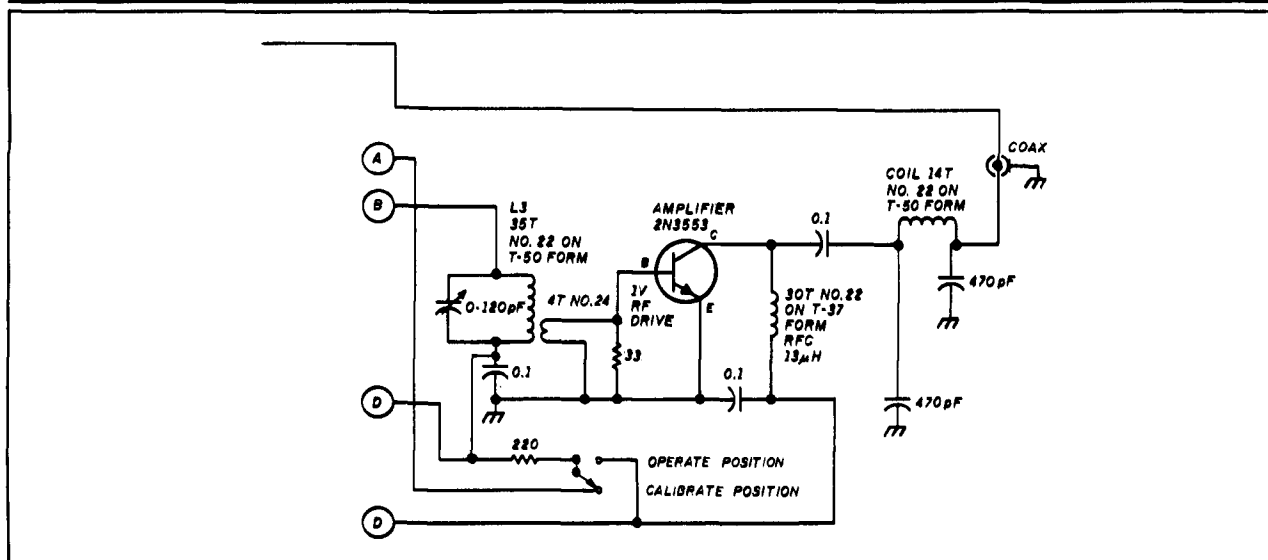 COAX
A
COIL 14T
NO. 22 ON
T-50 FORM
B
L3
35T
NO. 22 ON
T-50 FORM
AMPLIFIER
2N3553
C
0.1
B
E
1V
RF
DRIVE
4T NO.24
0-120pF
470pF
30T NO.22
ON T-37
FORM
RFC
13μH
33
0.1
0.1
D
470pF
220
OPERATE POSITION
CALIBRATE POSITION
D